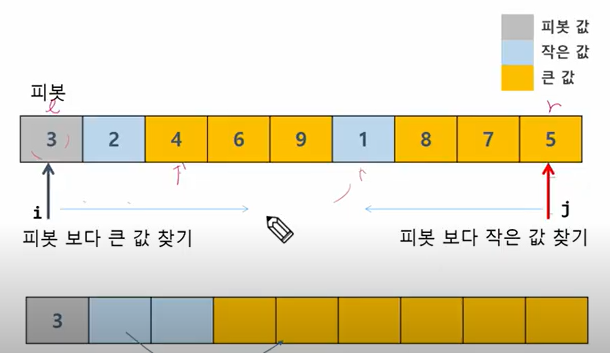 피봇 값
작은 값
큰 값
피봇
l r
3 2 4 6 9 1 8 7 5
i j
피봇 보다 큰 값 찾기 피봇 보다 작은 값 찾기
3